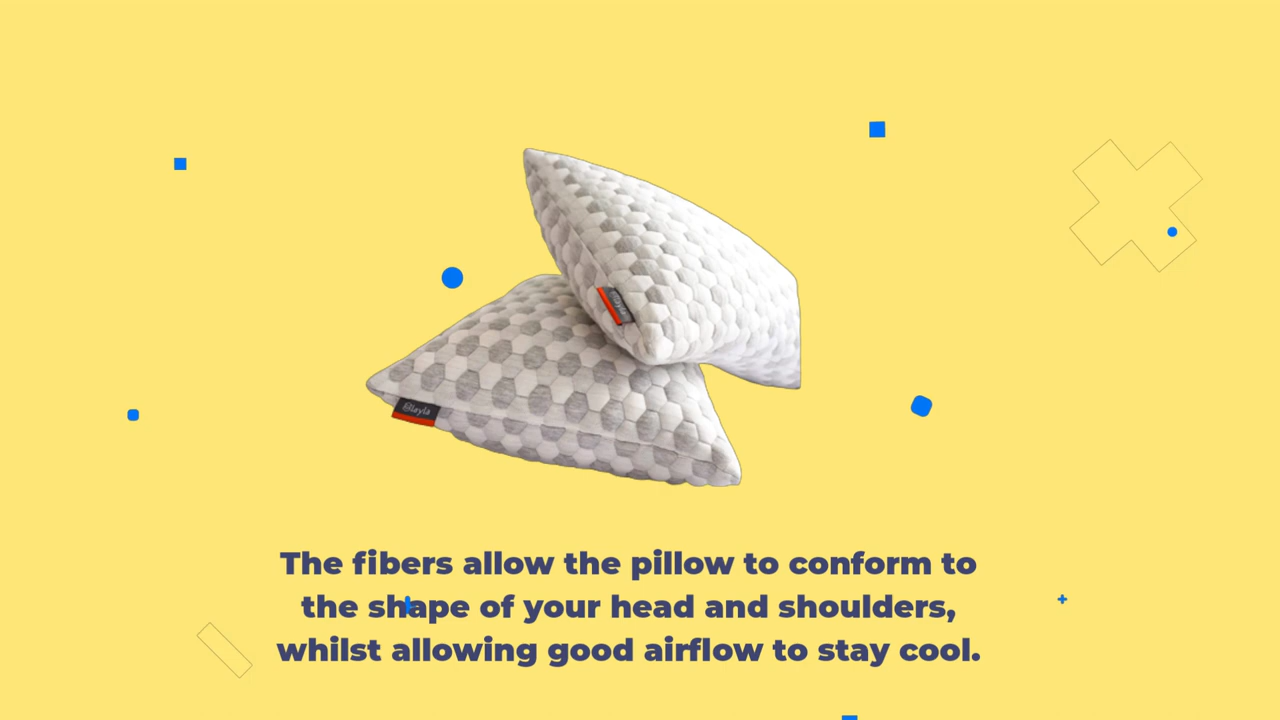 layla
layla
The fibers allow the pillow to conform to
the shape of your head and shoulders,
whilst allowing good airflow to stay cool.